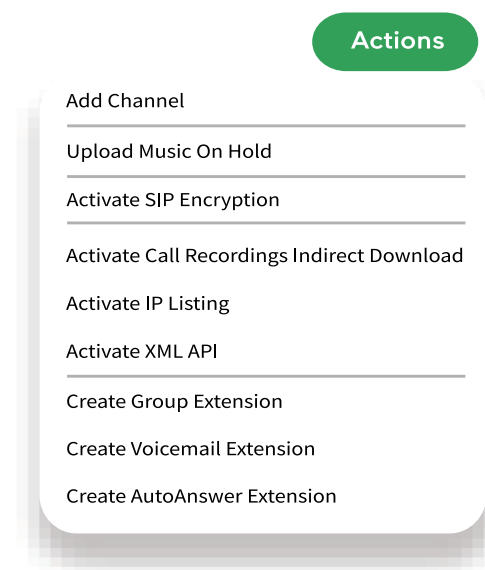 Actions
Add Channel
Upload Music On Hold
Activate SIP Encryption
Activate Call Recordings Indirect Download
Activate IP Listing
Activate XML API
Create Group Extension
Create Voicemail Extension
Create AutoAnswer Extension